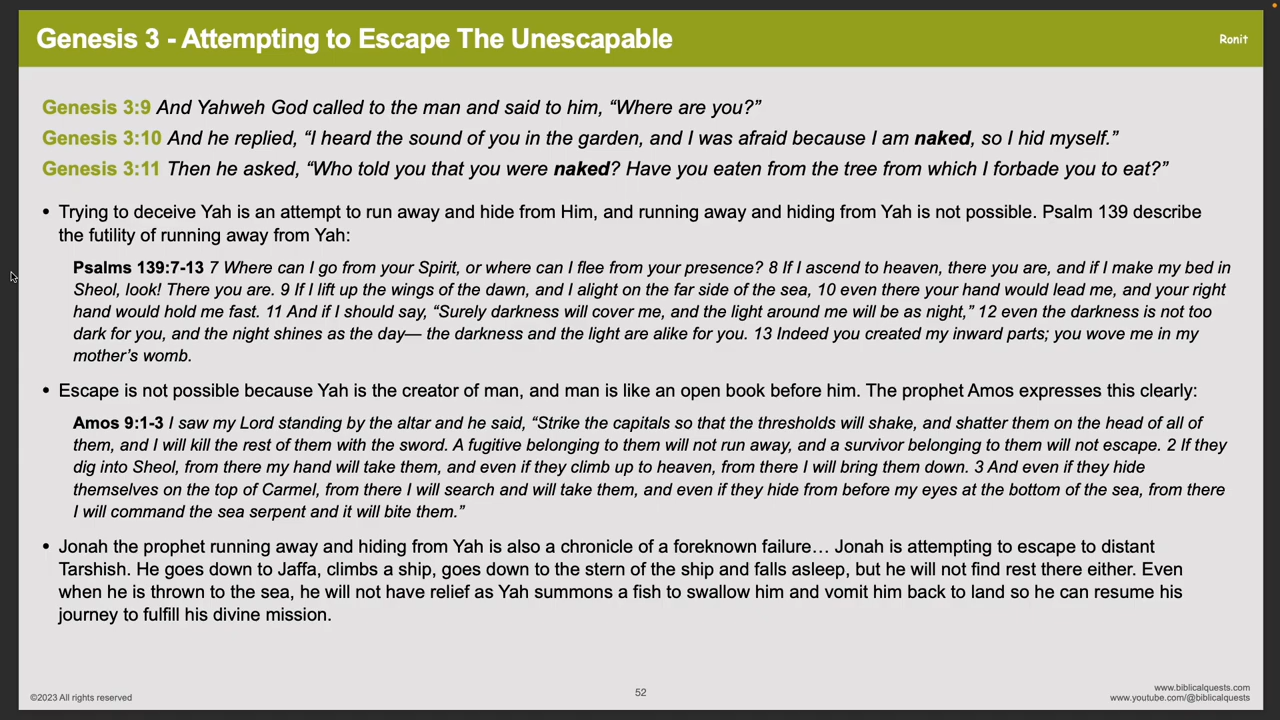 Genesis 3 - Attempting to Escape The Unescapable
Ronit
Genesis 3:9 And Yahweh God called to the man and said to him, “Where are you?”
Genesis 3:10 And he replied, “I heard the sound of you in the garden, and I was afraid because I am naked, so I hid myself.”
Genesis 3:11 Then he asked, “Who told you that you were naked? Have you eaten from the tree from which I forbade you to eat?”
• Trying to deceive Yah is an attempt to run away and hide from Him, and running away and hiding from Yah is not possible. Psalm 139 describe
the futility of running away from Yah:
Psalms 139:7-13 7 Where can I go from your Spirit, or where can I flee from your presence? 8 If I ascend to heaven, there you are, and if I make my bed in
Sheol, look! There you are. 9 If I lift up the wings of the dawn, and I alight on the far side of the sea, 10 even there your hand would lead me, and your right
hand would hold me fast. 11 And if I should say, “Surely darkness will cover me, and the light around me will be as night,” 12 even the darkness is not too
dark for you, and the night shines as the day— the darkness and the light are alike for you. 13 Indeed you created my inward parts; you wove me in my
mother’s womb.
• Escape is not possible because Yah is the creator of man, and man is like an open book before him. The prophet Amos expresses this clearly:
Amos 9:1-3 I saw my Lord standing by the altar and he said, “Strike the capitals so that the thresholds will shake, and shatter them on the head of all of
them, and I will kill the rest of them with the sword. A fugitive belonging to them will not run away, and a survivor belonging to them will not escape. 2 If they
dig into Sheol, from there my hand will take them, and even if they climb up to heaven, from there I will bring them down. 3 And even if they hide
themselves on the top of Carmel, from there I will search and will take them, and even if they hide from before my eyes at the bottom of the sea, from there
I will command the sea serpent and it will bite them.”
• Jonah the prophet running away and hiding from Yah is also a chronicle of a foreknown failure… Jonah is attempting to escape to distant
Tarshish. He goes down to Jaffa, climbs a ship, goes down to the stern of the ship and falls asleep, but he will not find rest there either. Even
when he is thrown to the sea, he will not have relief as Yah summons a fish to swallow him and vomit him back to land so he can resume his
journey to fulfill his divine mission.
©2023 All rights reserved
52
www.biblicalquests.com
www.youtube.com/@biblicalquests